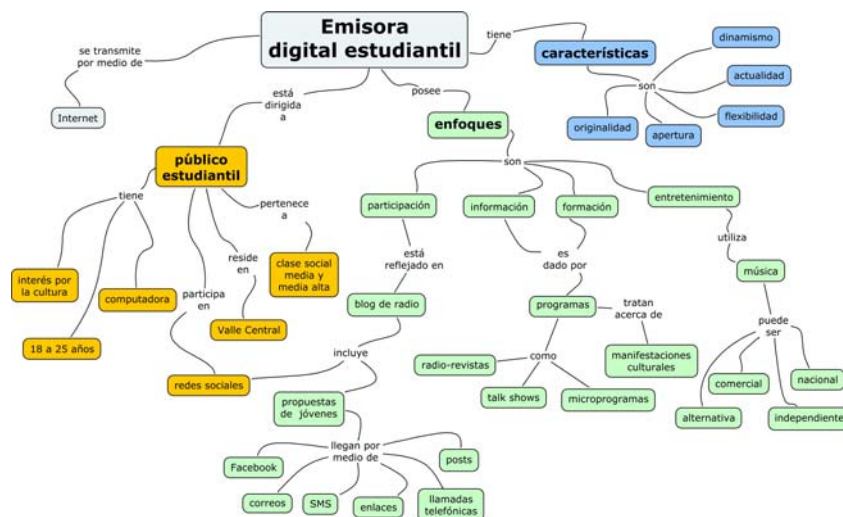 Emisora
digital estudiantil
se transmite
por medio de
Internet
tiene
características
son
dinamismo
actualidad
flexibilidad
apertura
originalidad
está
dirigida
a
público
estudiantil
tiene
interés por
la cultura
18 a 25 años
computadora
participa
en
redes sociales
reside
en
Valle Central
pertenece
a
clase social
media y
media alta
posee
enfoques
son
participación
información
formación
entretenimiento
está
reflejado en
blog de radio
incluye
propuestas
de jóvenes
llegan por
medio de
Facebook
correos
SMS
enlaces
llamadas
telefónicas
posts
es
dado por
programas
como
radio-revistas
talk shows
microprogramas
tratan
acerca de
manifestaciones
culturales
utiliza
música
puede
ser
alternativa
comercial
independiente
nacional